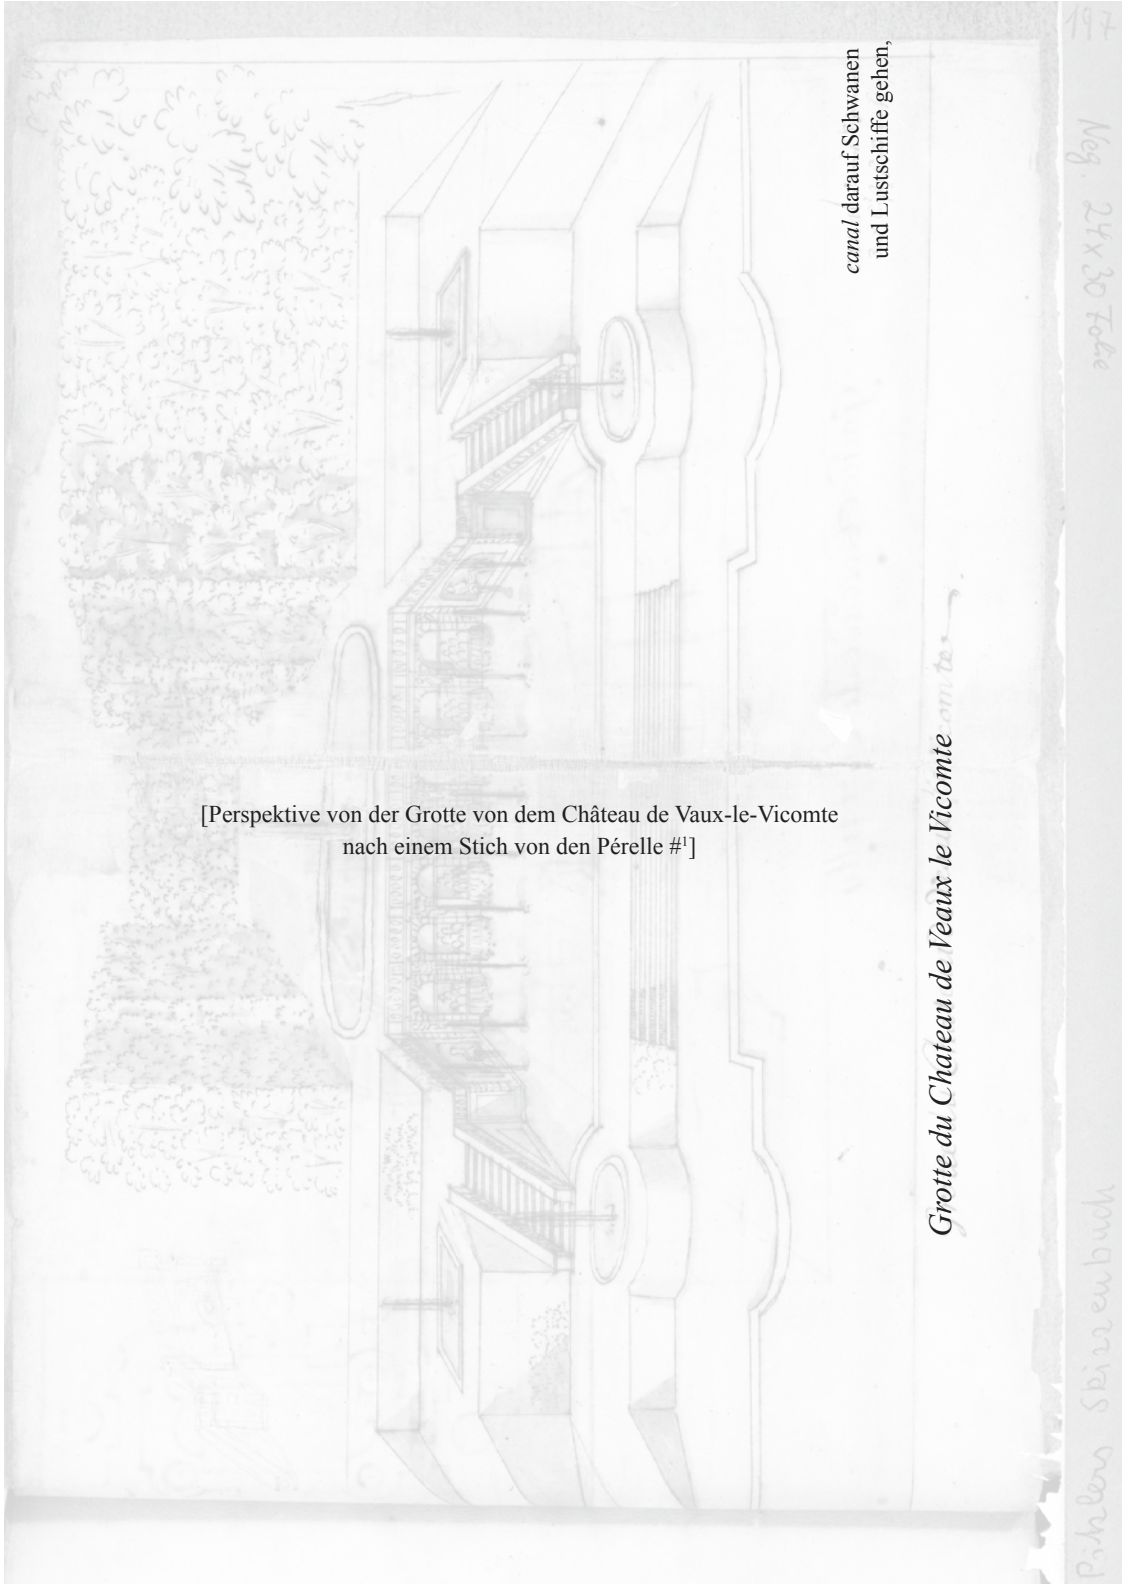 197
Neg. 24x30 Folie
canal darauf Schwanen
und Lustschiffe gehen,
[Perspektive von der Grotte von dem Château de Vaux-le-Vicomte
nach einem Stich von den Pérelle #¹]
Grotte du Chateau de Veaux le Vicomte
Skizzenbuch